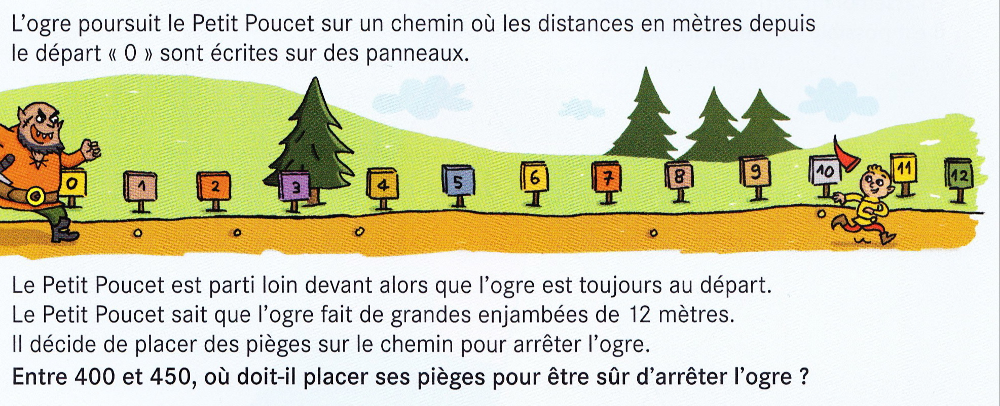 L'ogre poursuit le Petit Poucet sur un chemin où les distances en mètres depuis
le départ « 0 » sont écrites sur des panneaux.
0 1 2 3 4 5 6 7 8 9 10 11 12
Le Petit Poucet est parti loin devant alors que l'ogre est toujours au départ.
Le Petit Poucet sait que l'ogre fait de grandes enjambées de 12 mètres.
Il décide de placer des pièges sur le chemin pour arrêter l'ogre.
Entre 400 et 450, où doit-il placer ses pièges pour être sûr d'arrêter l'ogre ?